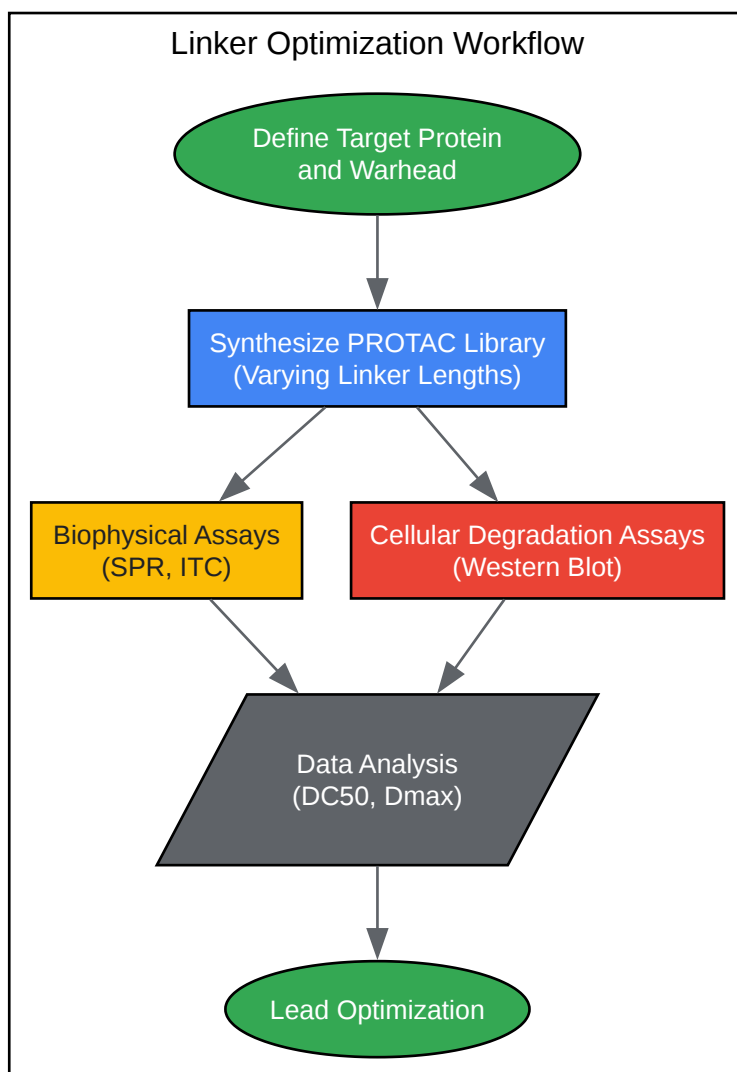 Linker Optimization Workflow
Define Target Protein
and Warhead
Synthesize PROTAC Library
(Varying Linker Lengths)
Biophysical Assays
(SPR, ITC)
Cellular Degradation Assays
(Western Blot)
Data Analysis
(DC50, Dmax)
Lead Optimization